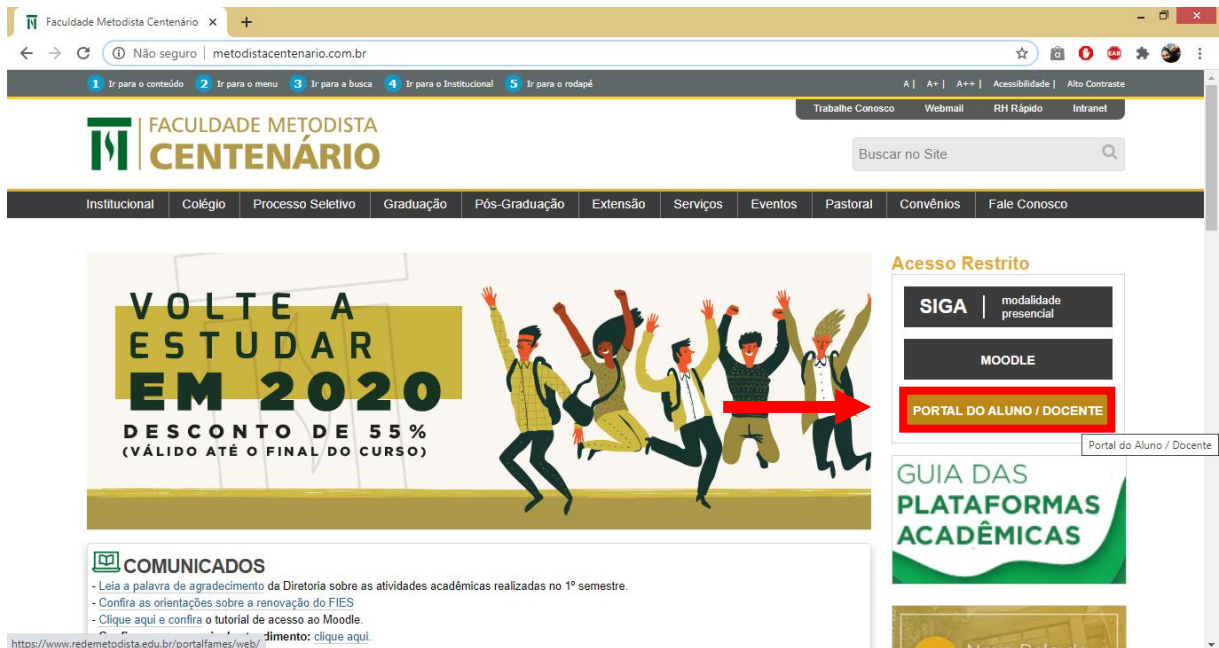 Faculdade Metodista Centenário
Não seguro | metodistacentenario.com.br
1 Ir para o conteúdo 2 Ir para o menu 3 Ir para a busca 4 Ir para o Institucional 5 Ir para o rodapé
A | A+ | A++ | Acessibilidade | Alto Contraste
Trabalhe Conosco Webmail RH Rápido Intranet
FACULDADE METODISTA
CENTENÁRIO
Buscar no Site
Institucional Colégio Processo Seletivo Graduação Pós-Graduação Extensão Serviços Eventos Pastoral Convênios Fale Conosco
VOLTE A
ESTUDAR
EM 2020
DESCONTO DE 55%
(VÁLIDO ATÉ O FINAL DO CURSO)
Acesso Restrito
SIGA | modalidade
presencial
MOODLE
PORTAL DO ALUNO / DOCENTE
Portal do Aluno / Docente
GUIA DAS
PLATAFORMAS
ACADÊMICAS
COMUNICADOS
- Leia a palavra de agradecimento da Diretoria sobre as atividades acadêmicas realizadas no 1º semestre.
- Confira as orientações sobre a renovação do FIES
- Clique aqui e confira o tutorial de acesso ao Moodle.
clique aqui.
https://www.redemetodista.edu.br/portalfames/web/